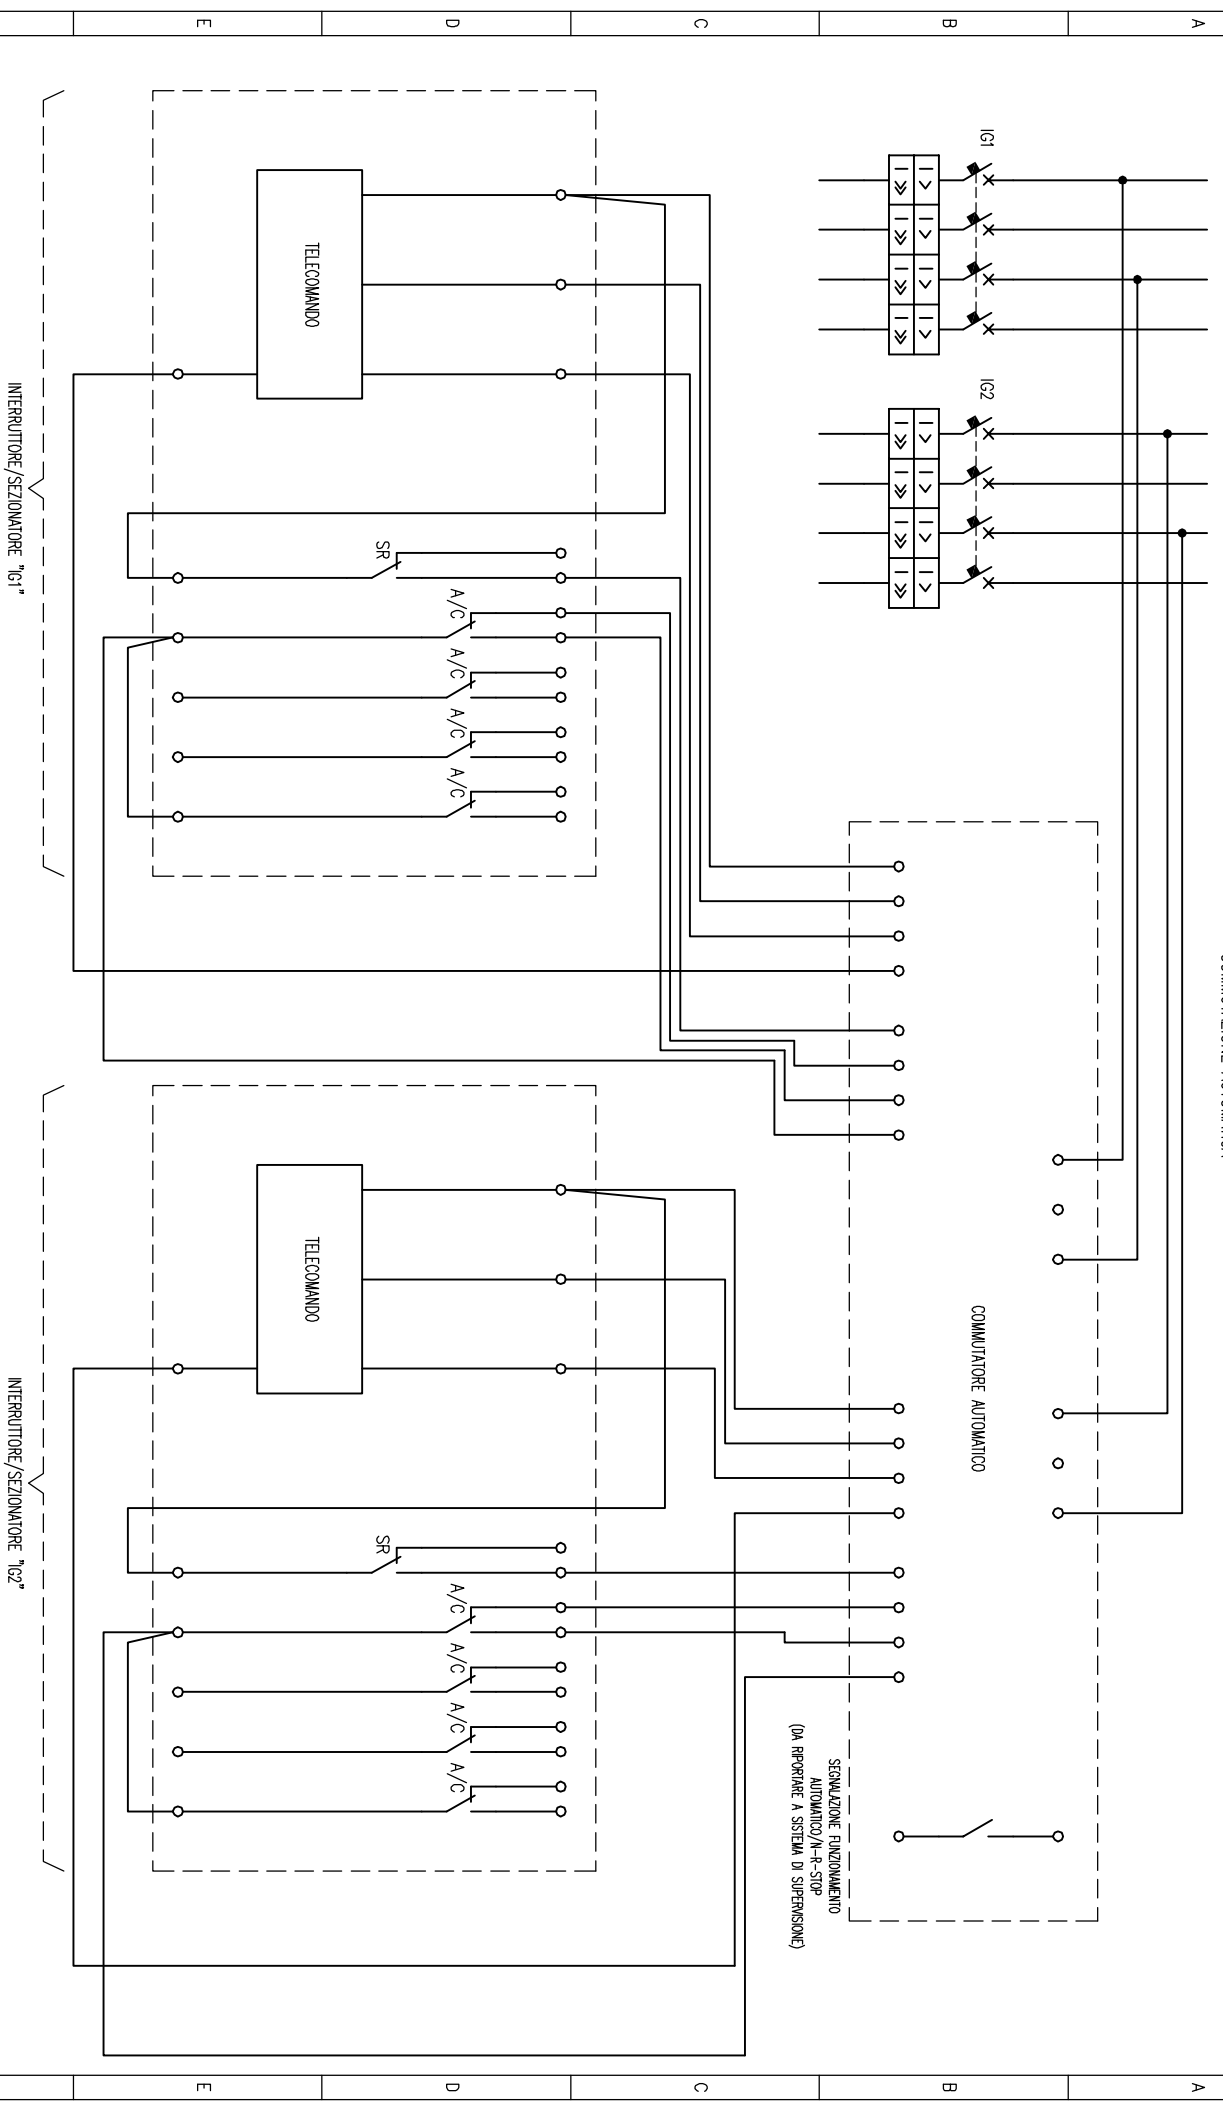 A
A
IG1
IG2
COMMUTATORE AUTOMATICO
B
B
SEGNALAZIONE FUNZIONAMENTO
AUTOMATICO/N-R-STOP
(DA RIPORTARE A SISTEMA DI SUPERVISIONE)
C
C
A/C
A/C
A/C
A/C
A/C
A/C
A/C
A/C
D
D
SR
SR
TELECOMANDO
TELECOMANDO
E
E
INTERRUTTORE/SEZIONATORE "IG1"
INTERRUTTORE/SEZIONATORE "IG2"